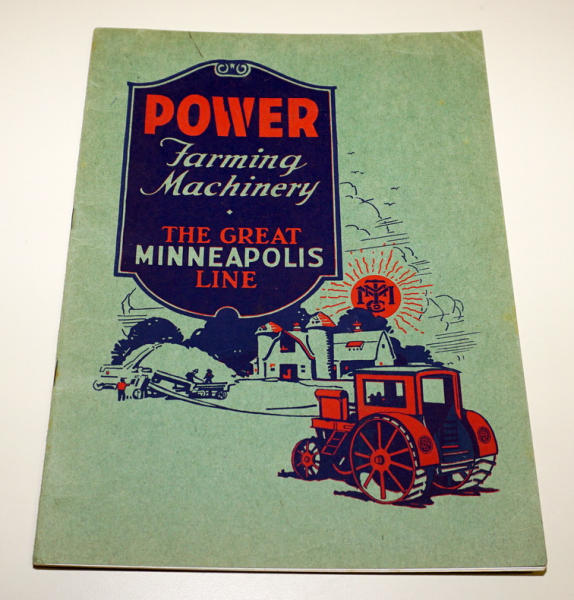 POWER
Farming
Machinery
THE GREAT
MINNEAPOLIS
LINE